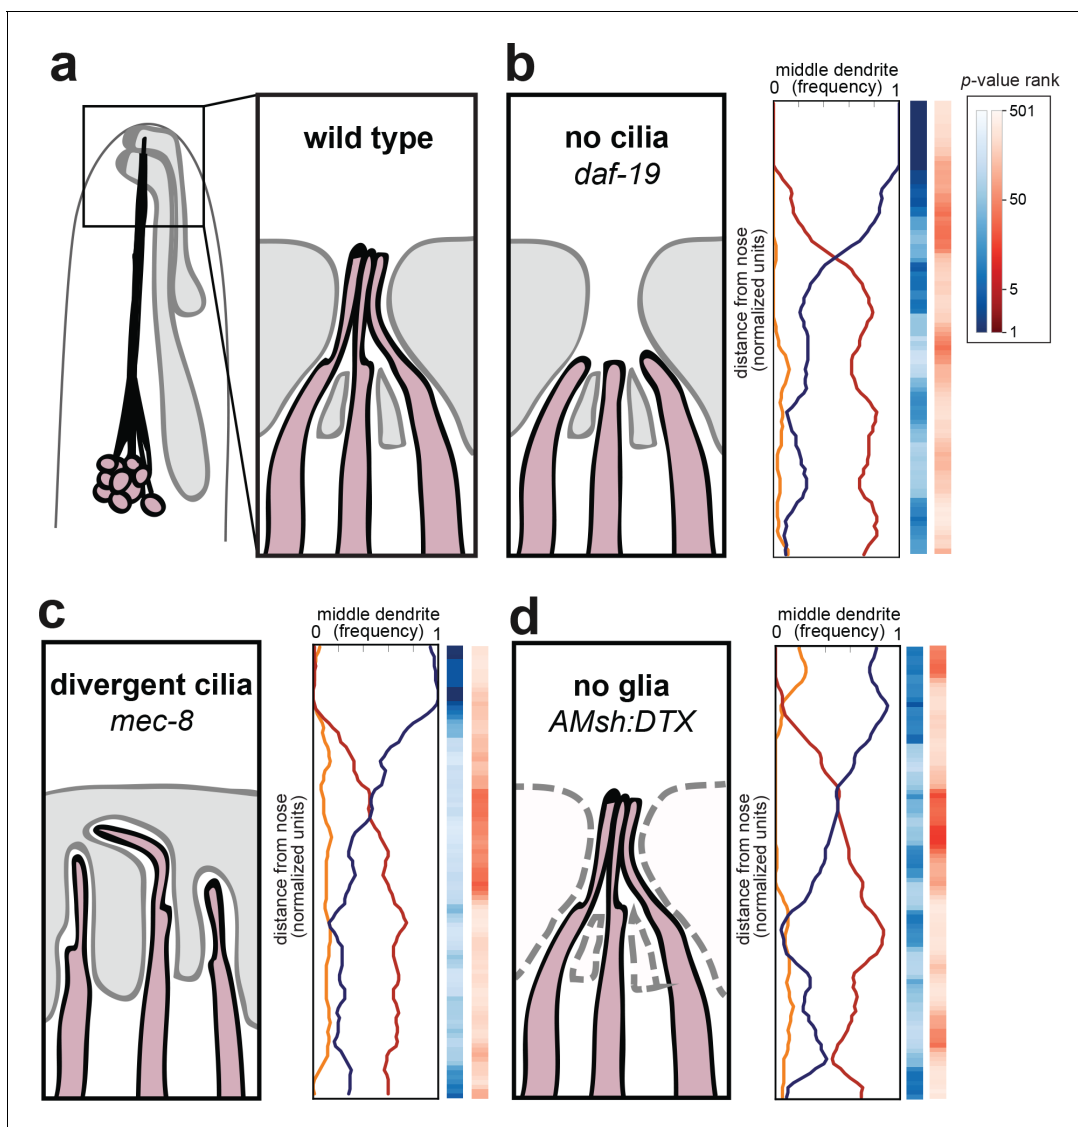 a
wild type
b
no cilia
daf-19
middle dendrite
0 (frequency) 1
distance from nose
(normalized units)
p-value rank
501
50
5
1
c
divergent cilia
mec-8
middle dendrite
0 (frequency) 1
distance from nose
(normalized units)
d
no glia
AMsh:DTX
middle dendrite
0 (frequency) 1
distance from nose
(normalized units)